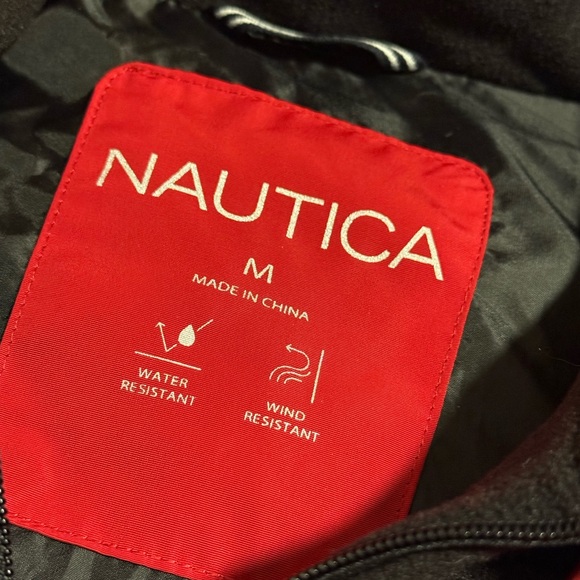 NAUTICA
M
MADE IN CHINA
WATER
RESISTANT
WIND
RESISTANT